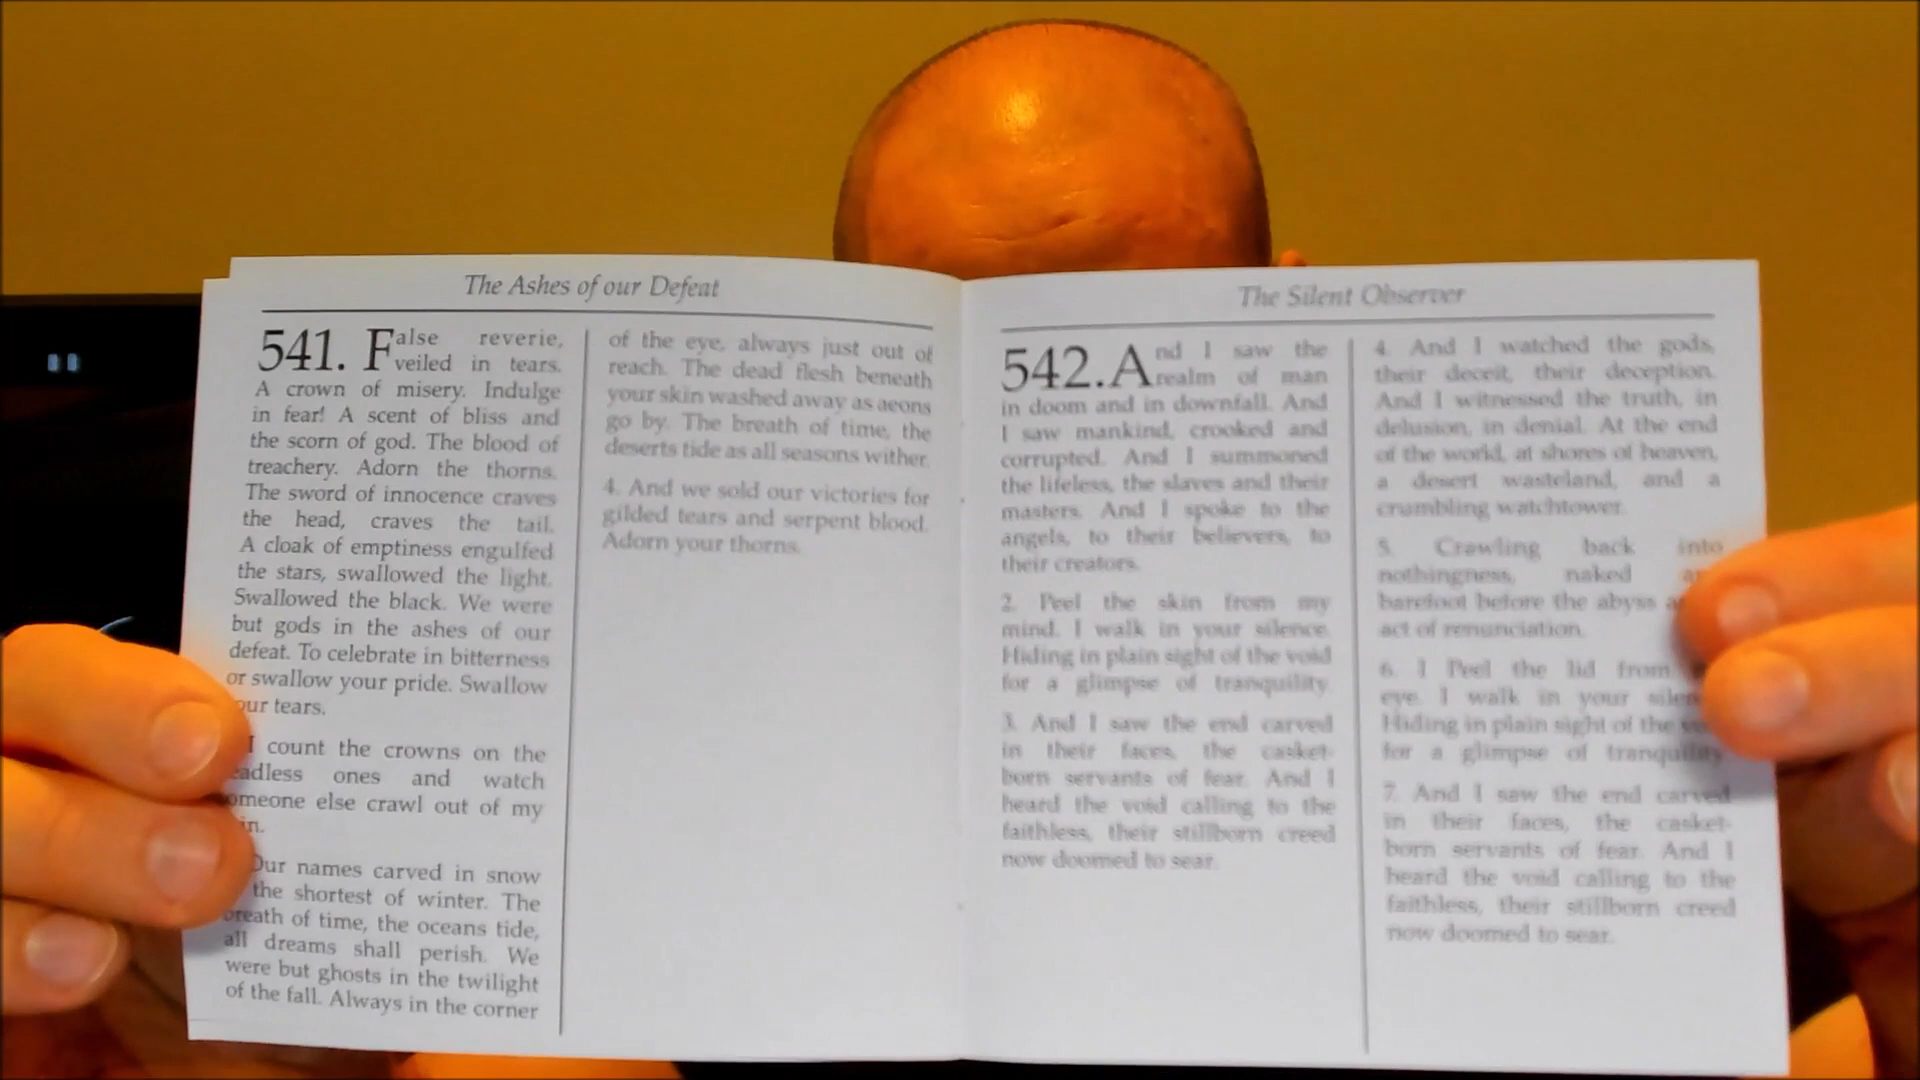 The Ashes of our Defeat
541. False reverie,
veiled in tears.
A crown of misery. Indulge
in fear! A scent of bliss and
the scorn of god. The blood of
treachery. Adorn the thorns.
The sword of innocence craves
the head, craves the tail.
A cloak of emptiness engulfed
the stars, swallowed the light.
Swallowed the black. We were
but gods in the ashes of our
defeat. To celebrate in bitterness
or swallow your pride. Swallow
our tears.
I count the crowns on the
eadless ones and watch
omeone else crawl out of my
in.
Our names carved in snow
the shortest of winter. The
breath of time, the oceans tide,
all dreams shall perish. We
were but ghosts in the twilight
of the fall. Always in the corner
of the eye, always just out of
reach. The dead flesh beneath
your skin washed away as aeons
go by. The breath of time, the
deserts tide as all seasons wither.
4. And we sold our victories for
gilded tears and serpent blood.
Adorn your thorns.
The Silent Observer
542. And I saw the
realm of man
in doom and in downfall. And
I saw mankind, crooked and
corrupted. And I summoned
the lifeless, the slaves and their
masters. And I spoke to the
angels, to their believers, to
their creators.
2. Peel the skin from my
mind. I walk in your silence.
Hiding in plain sight of the void
for a glimpse of tranquility.
3. And I saw the end carved
in their faces, the casket-
born servants of fear. And I
heard the void calling to the
faithless, their stillborn creed
now doomed to sear.
4. And I watched the gods,
their deceit, their deception.
And I witnessed the truth, in
delusion, in denial. At the end
of the world, at shores of heaven,
a desert wasteland, and a
crumbling watchtower.
5. Crawling back into
nothingness, naked
barefoot before the abyss
act of renunciation.
6. I Peel the lid from
eye. I walk in your silen
Hiding in plain sight of the
for a glimpse of tranquility.
7. And I saw the end carved
in their faces, the casket-
born servants of fear. And I
heard the void calling to the
faithless, their stillborn creed
now doomed to sear.